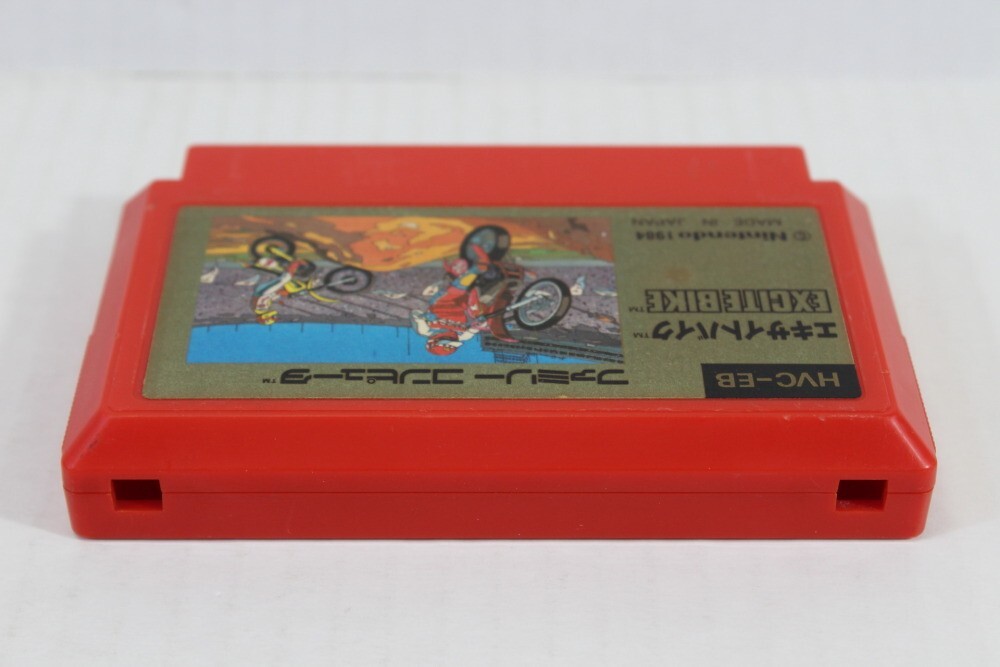 HVC-EB
ファミリー コンピュータ™
エキサイトバイク™
EXCITEBIKE™
© Nintendo 1984
MADE IN JAPAN